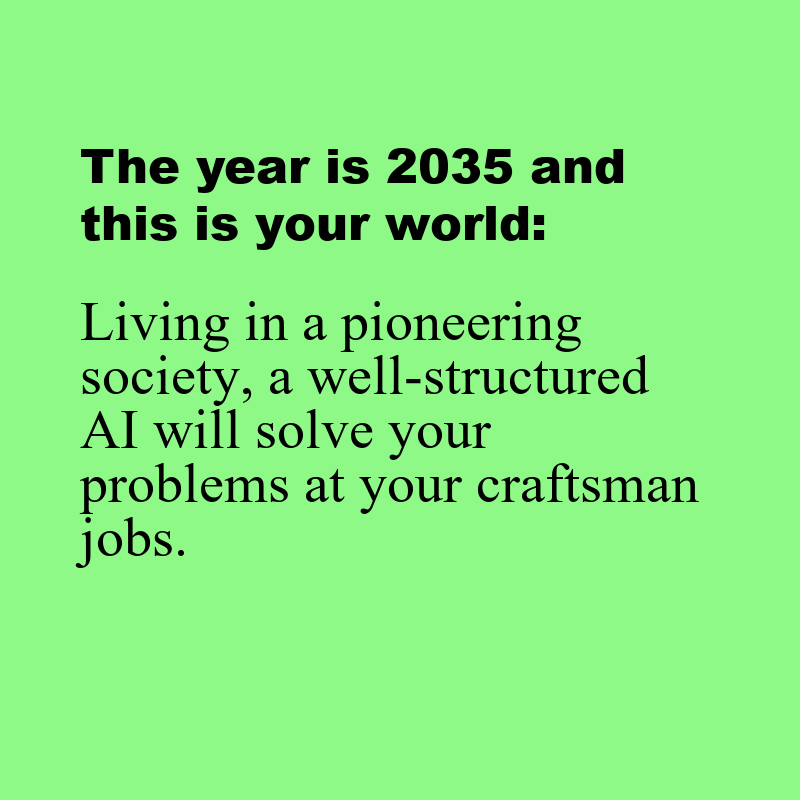 The year is 2035 and
this is your world:
Living in a pioneering
society, a well-structured
AI will solve your
problems at your craftsman
jobs.